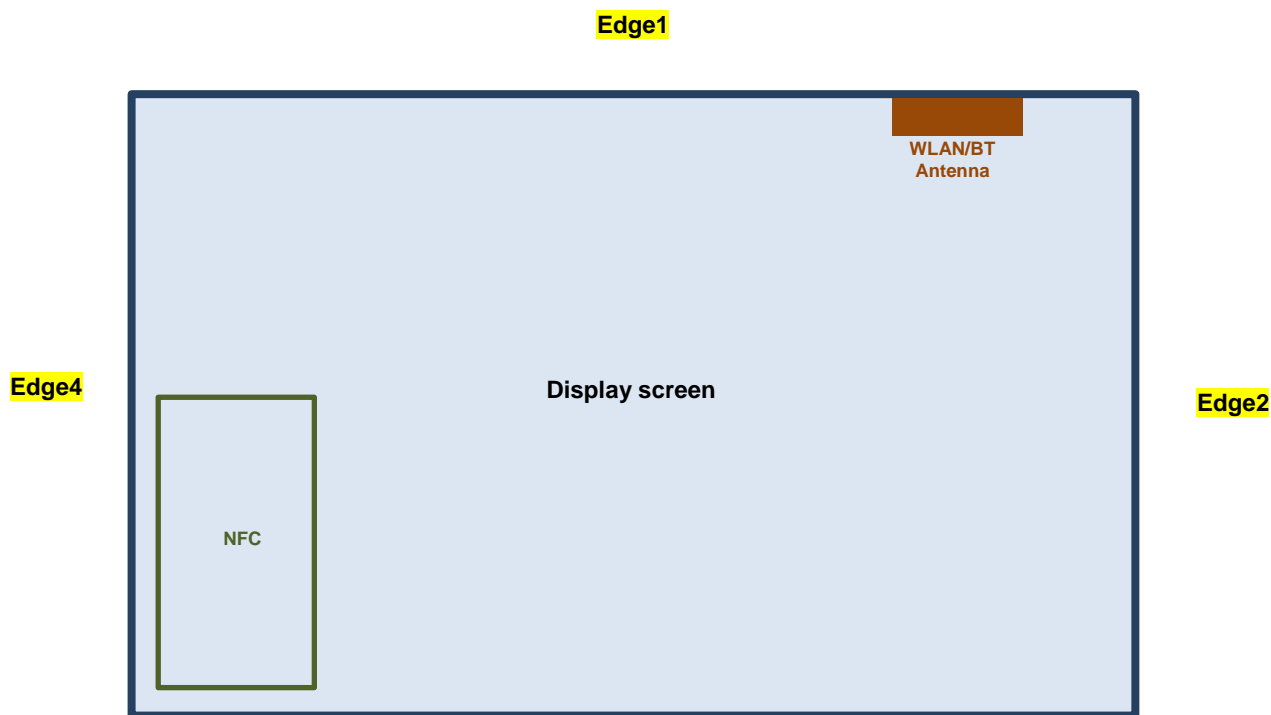 Edge1
WLAN/BT
Antenna
Edge4
Display screen
Edge2
NFC